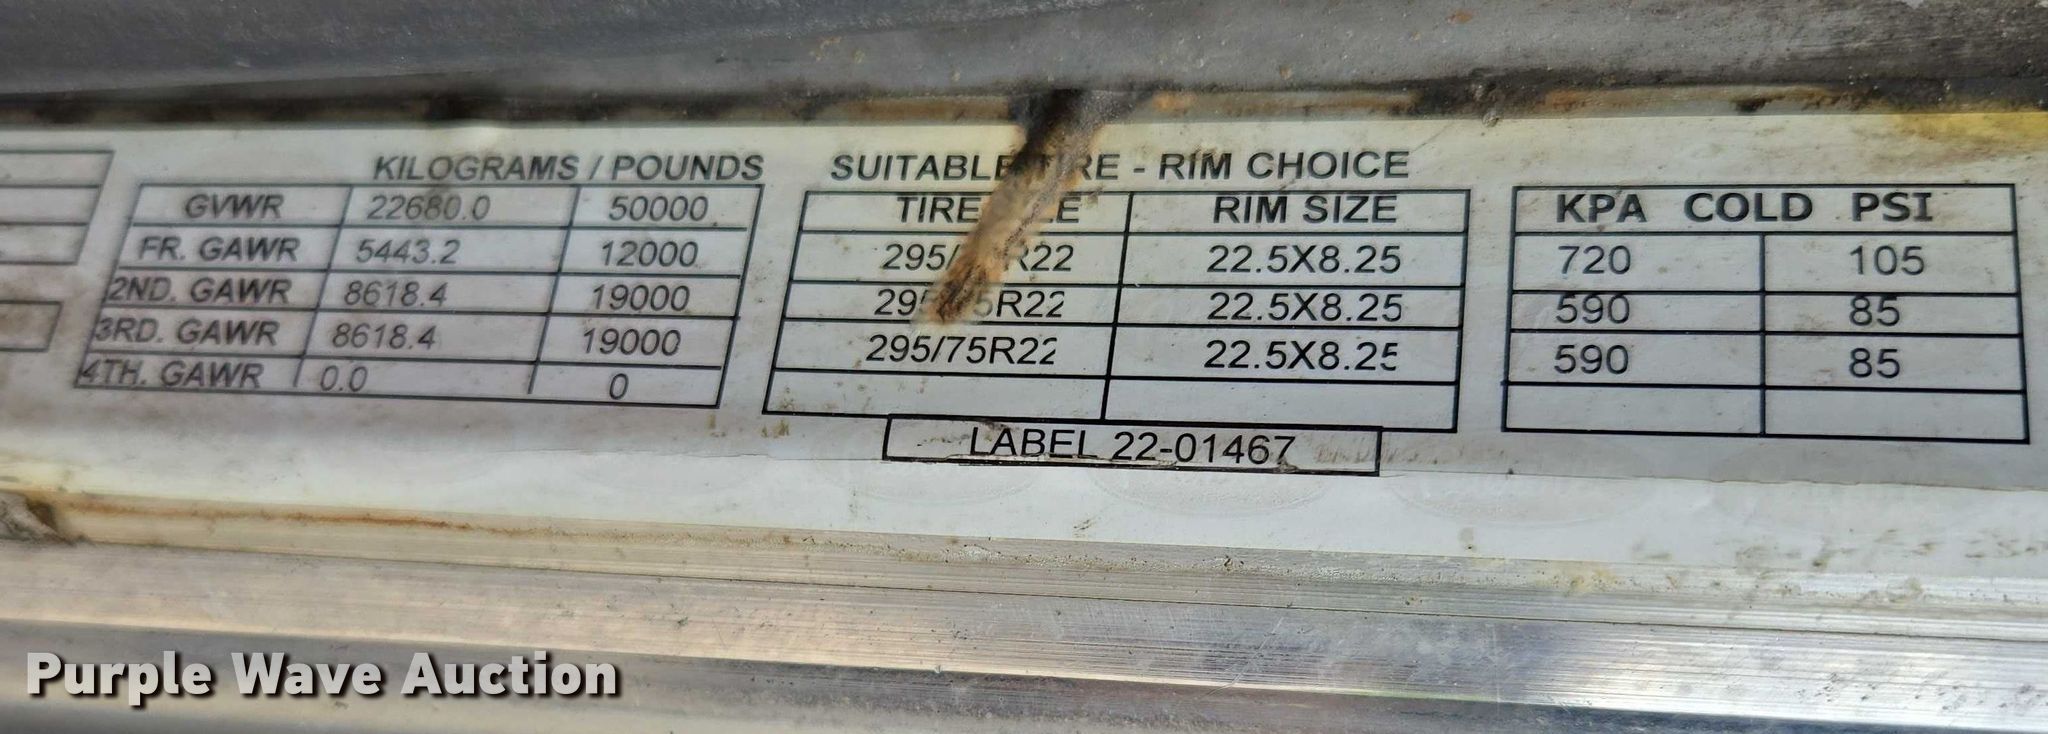 KILOGRAMS / POUNDS SUITABLE TIRE - RIM CHOICE
GVWR 22680.0 50000 TIRE RIM SIZE KPA COLD PSI
FR. GAWR 5443.2 12000 22.5X8.25 720 105
2ND. GAWR 8618.4 19000 22.5X8.25 590 85
3RD. GAWR 8618.4 19000 295/75R22 22.5X8.25 590 85
4TH. GAWR 0.0 0
LABEL 22-01467
Purple Wave Auction